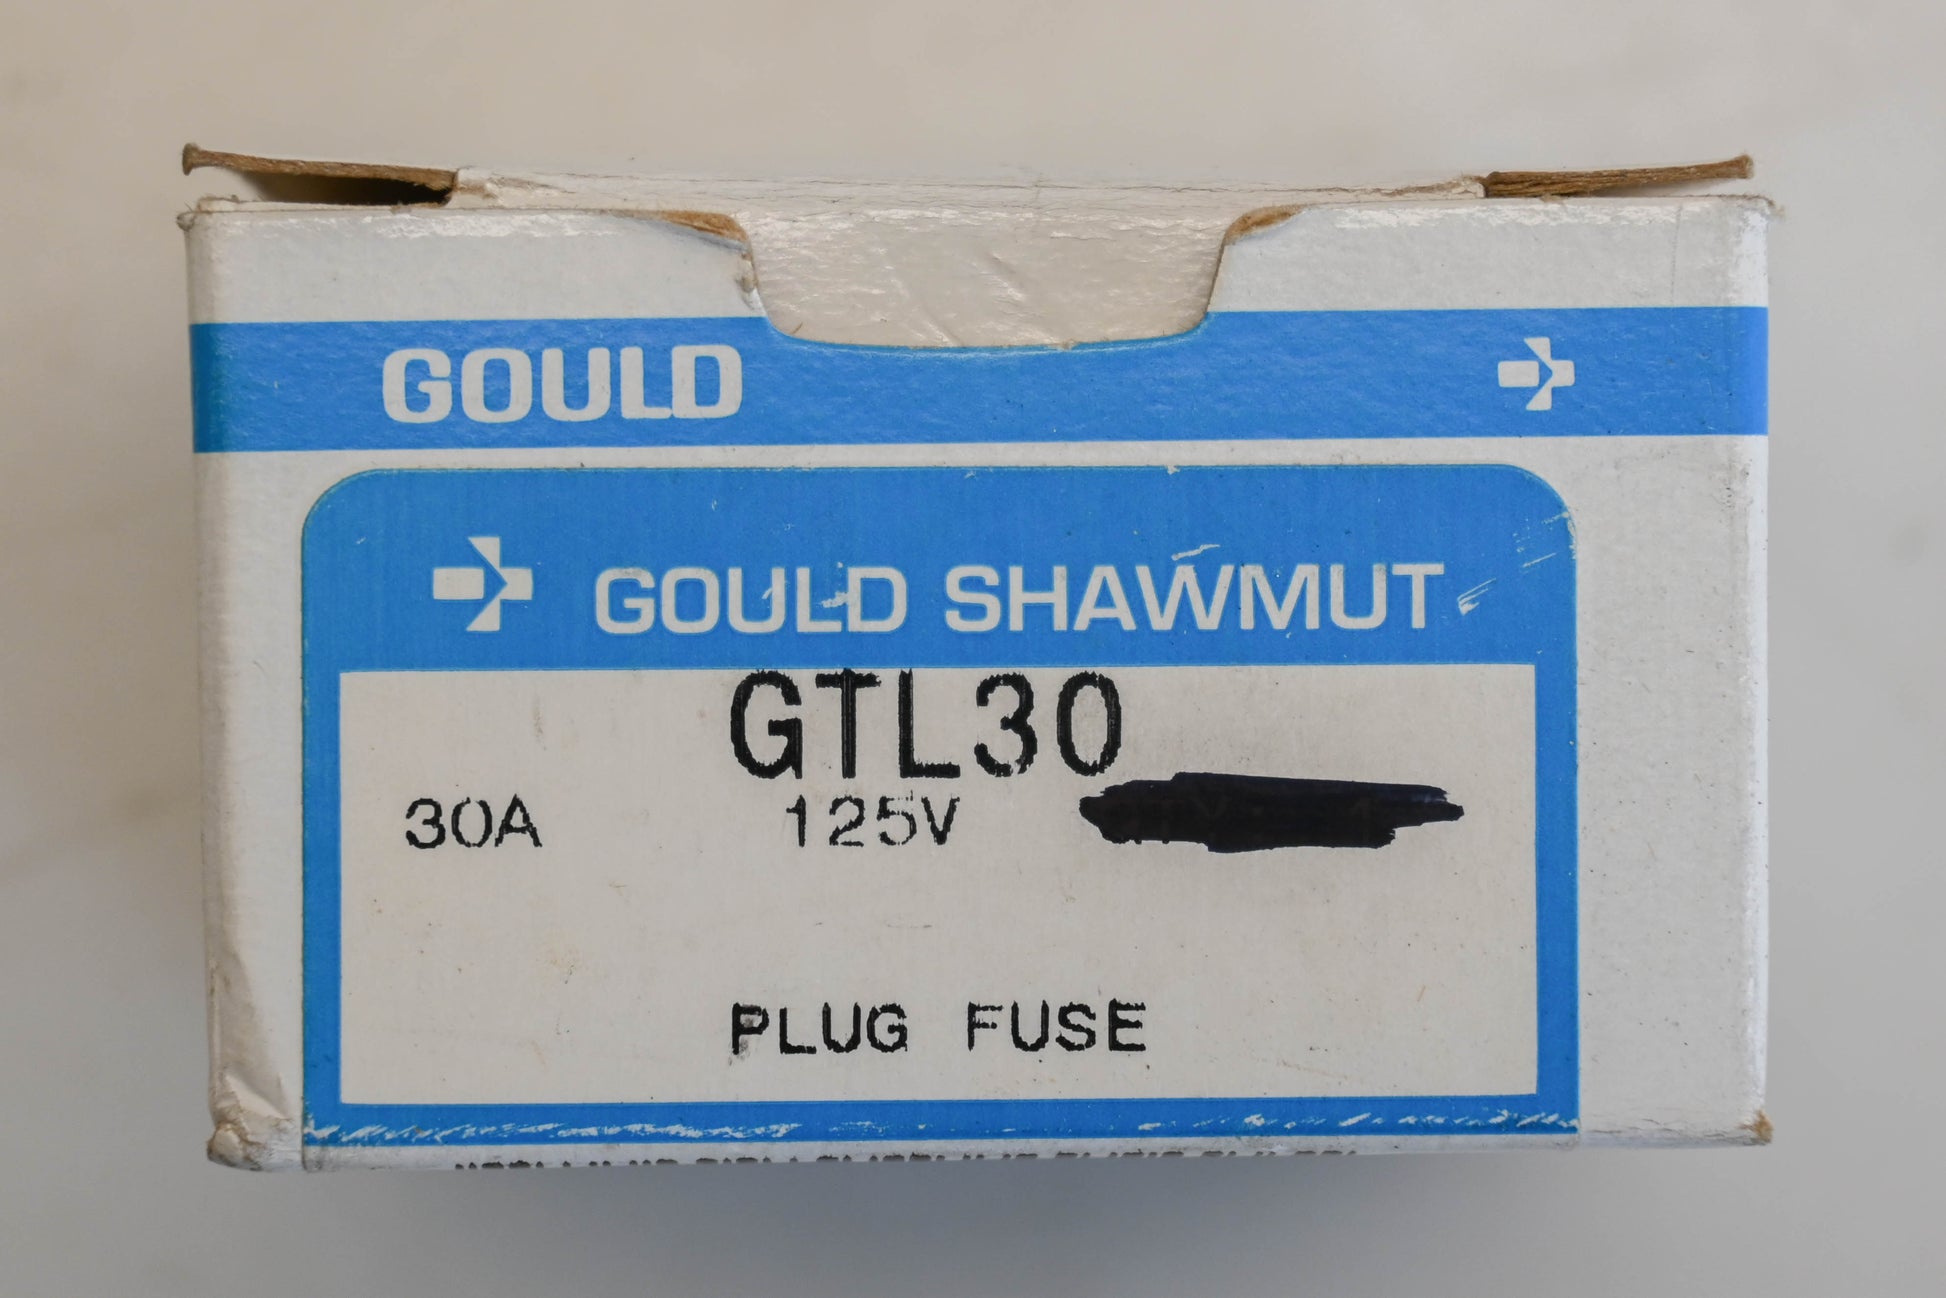 GOULD
GOULD SHAWMUT
GTL30
30A 125V
PLUG FUSE